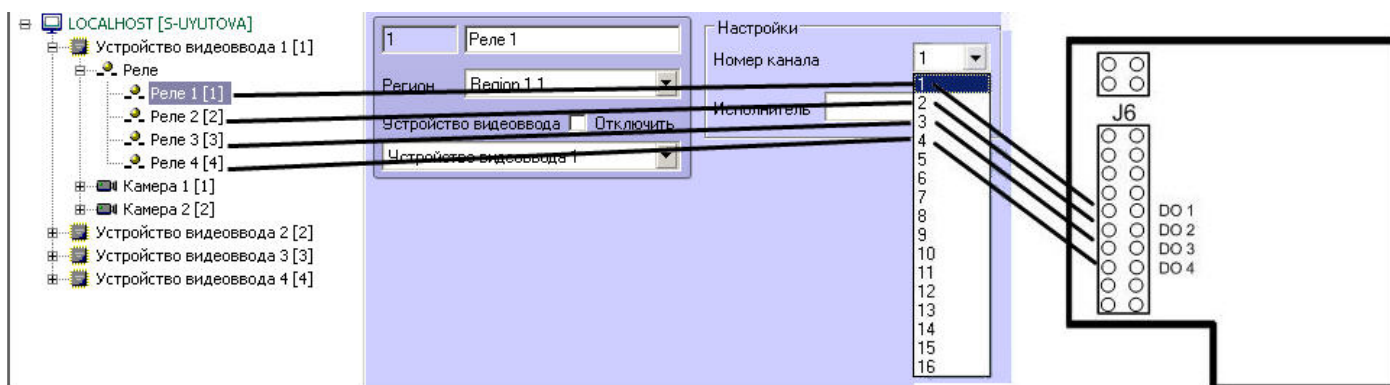 LOCALHOST [S-UYUTOVA]
Устройство видеоввода 1 [1]
Реле
Реле 1 [1]
Реле 2 [2]
Реле 3 [3]
Реле 4 [4]
Камера 1 [1]
Камера 2 [2]
Устройство видеоввода 2 [2]
Устройство видеоввода 3 [3]
Устройство видеоввода 4 [4]
1 Реле 1
Регион Region 1.1
Устройство видеоввода Отключить
Устройство видеоввода 1
Настройки
Номер канала 1
Исполнитель
1
2
3
4
5
6
7
8
9
10
11
12
13
14
15
16
J6
DO 1
DO 2
DO 3
DO 4